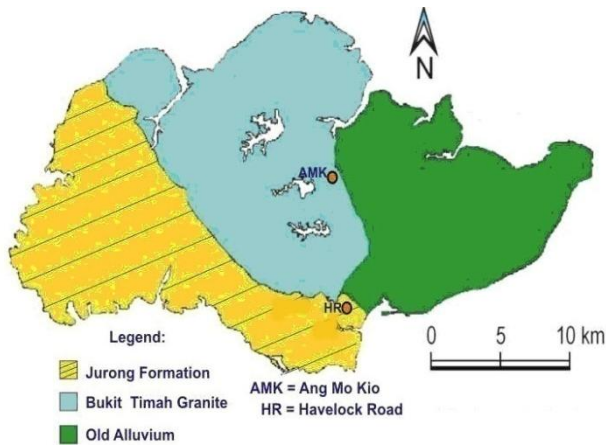 N
AMK
HR
0 5 10 km
Legend:
Jurong Formation
Bukit Timah Granite
Old Alluvium
AMK = Ang Mo Kio
HR = Havelock Road